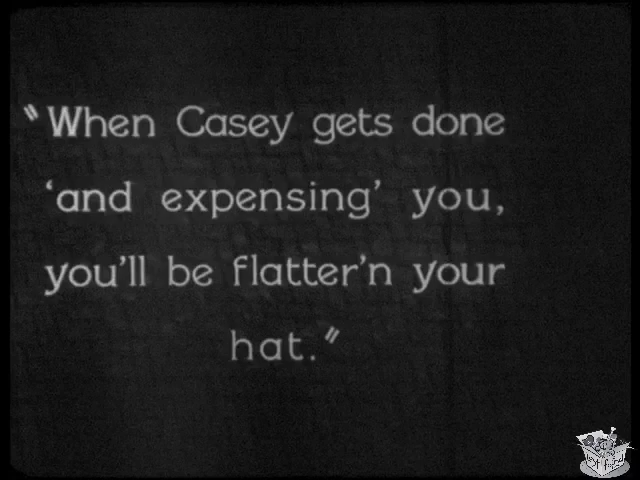 "When Casey gets done
‘and expensing’ you,
you'll be flatter'n your
hat."